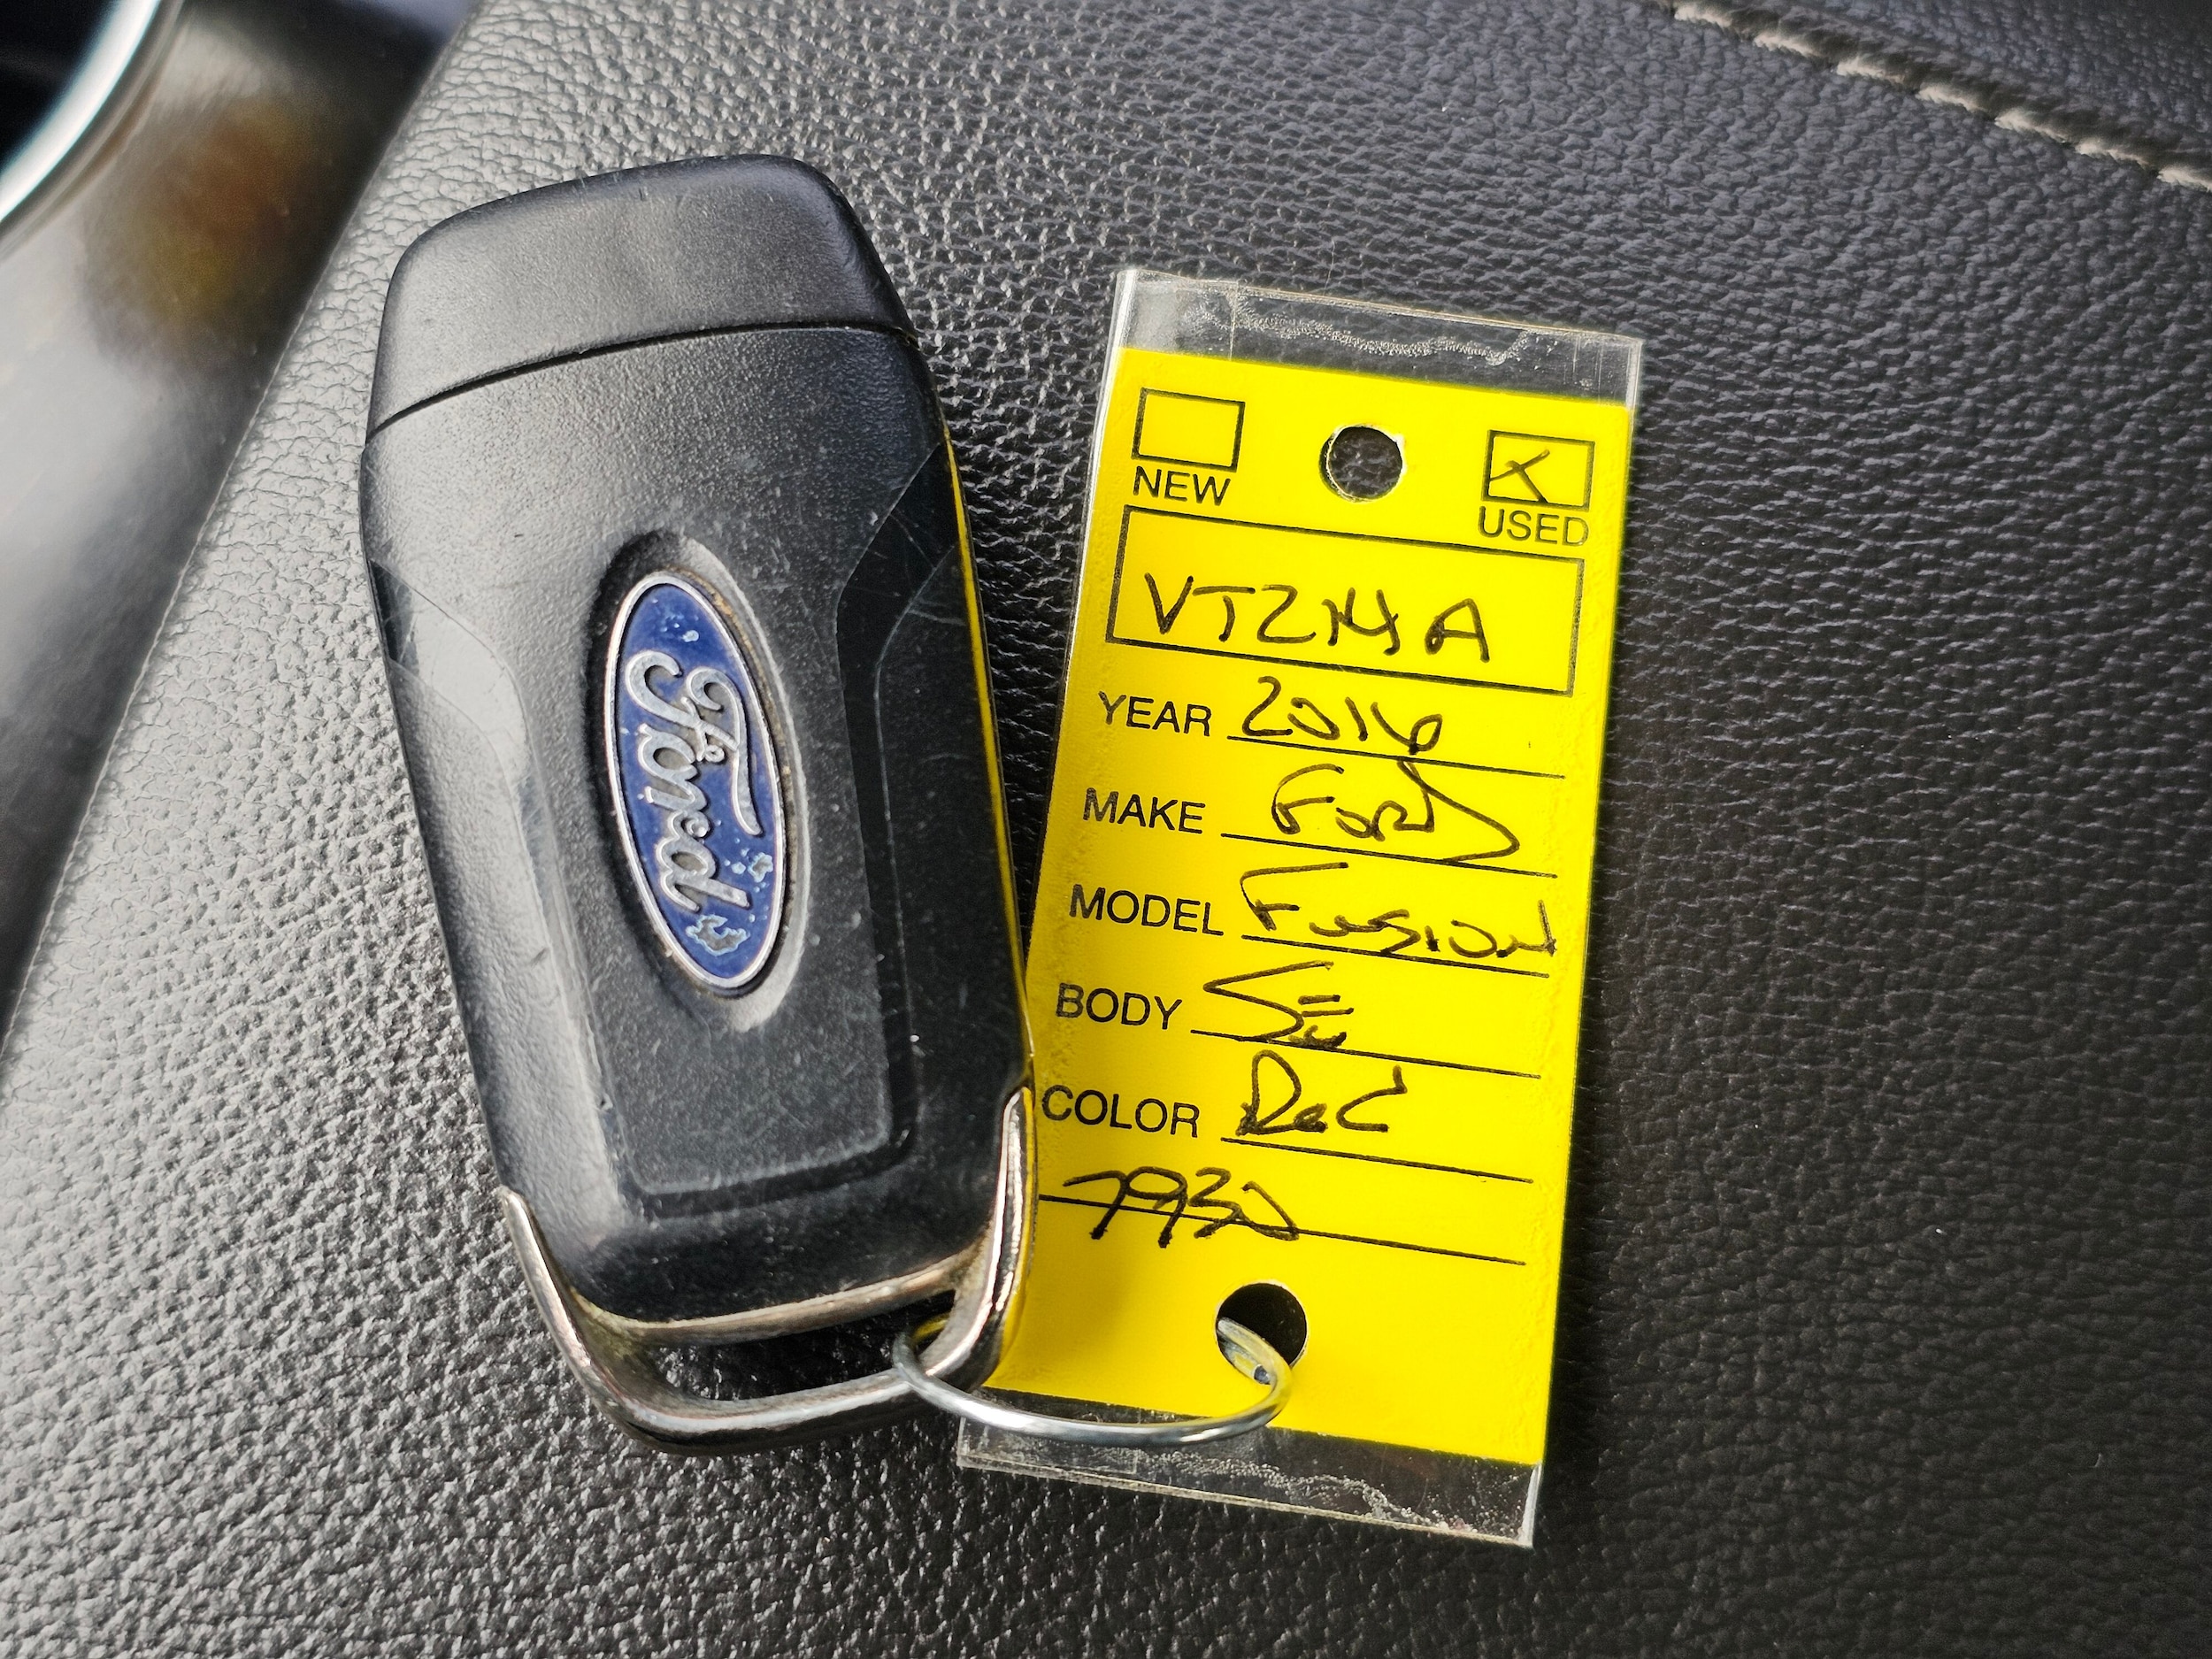 Ford
NEW
USED
VT214A
YEAR 2016
MAKE Ford
MODEL Fusion
BODY SE
COLOR Red
7932